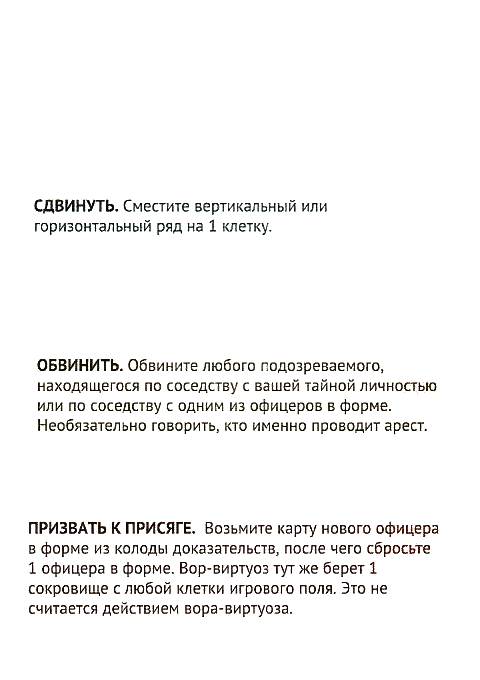 СДВИНУТЬ. Сместите вертикальный или
горизонтальный ряд на 1 клетку.
ОБВИНИТЬ. Обвините любого подозреваемого,
находящегося по соседству с вашей тайной личностью
или по соседству с одним из офицеров в форме.
Необязательно говорить, кто именно проводит арест.
ПРИЗВАТЬ К ПРИСЯГЕ. Возьмите карту нового офицера
в форме из колоды доказательств, после чего сбросьте
1 офицера в форме. Вор-виртуоз тут же берет 1
сокровище с любой клетки игрового поля. Это не
считается действием вора-виртуоза.